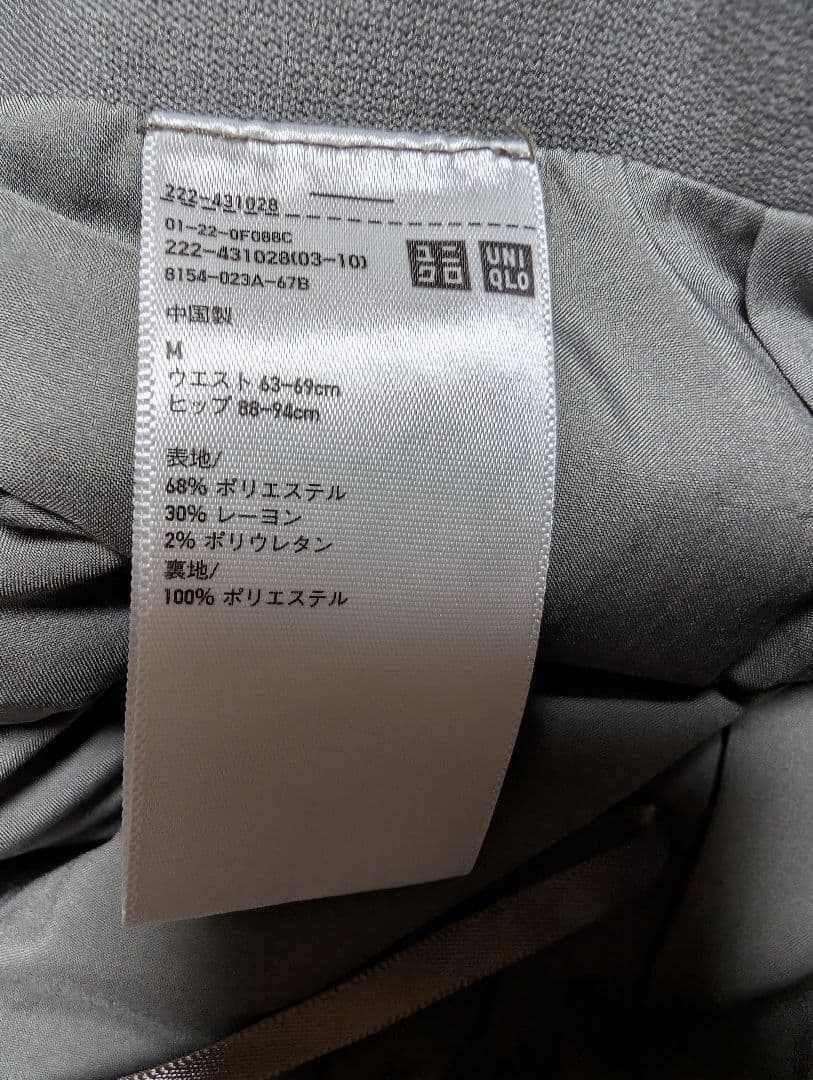 222-431028
01-22-0F088C
222-431028(03-10)
8154-023A-67B
ユニ
クロ
UNI
QLO
中国製
M
ウエスト 63-69cm
ヒップ 88-94cm
表地/
68% ポリエステル
30% レーヨン
2% ポリウレタン
裏地/
100% ポリエステル